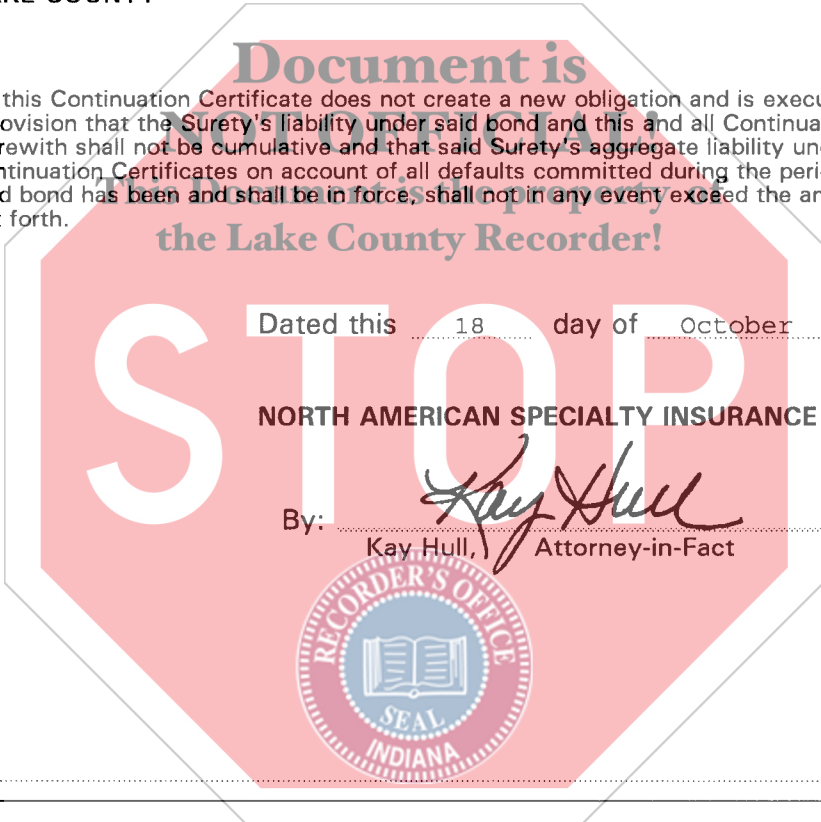 LAKE COUNTY
Document is
this Continuation Certificate does not create a new obligation and is execu
ovision that the Surety's liability under said bond and this and all Continua
NOT OFFICIAL!
rewith shall not be cumulative and that said Surety's aggregate liability un
ntinuation Certificates on account of all defaults committed during the peri
This Document is the property of
d bond has been and shall be in force, shall not in any event exceed the a
t forth.
the Lake County Recorder!
STOP
Dated this 18 day of October
NORTH AMERICAN SPECIALTY INSURANCE
Kay Hull
By:
Kay Hull, Attorney-in-Fact
RECORDER'S OFFICE
SEAL
INDIANA